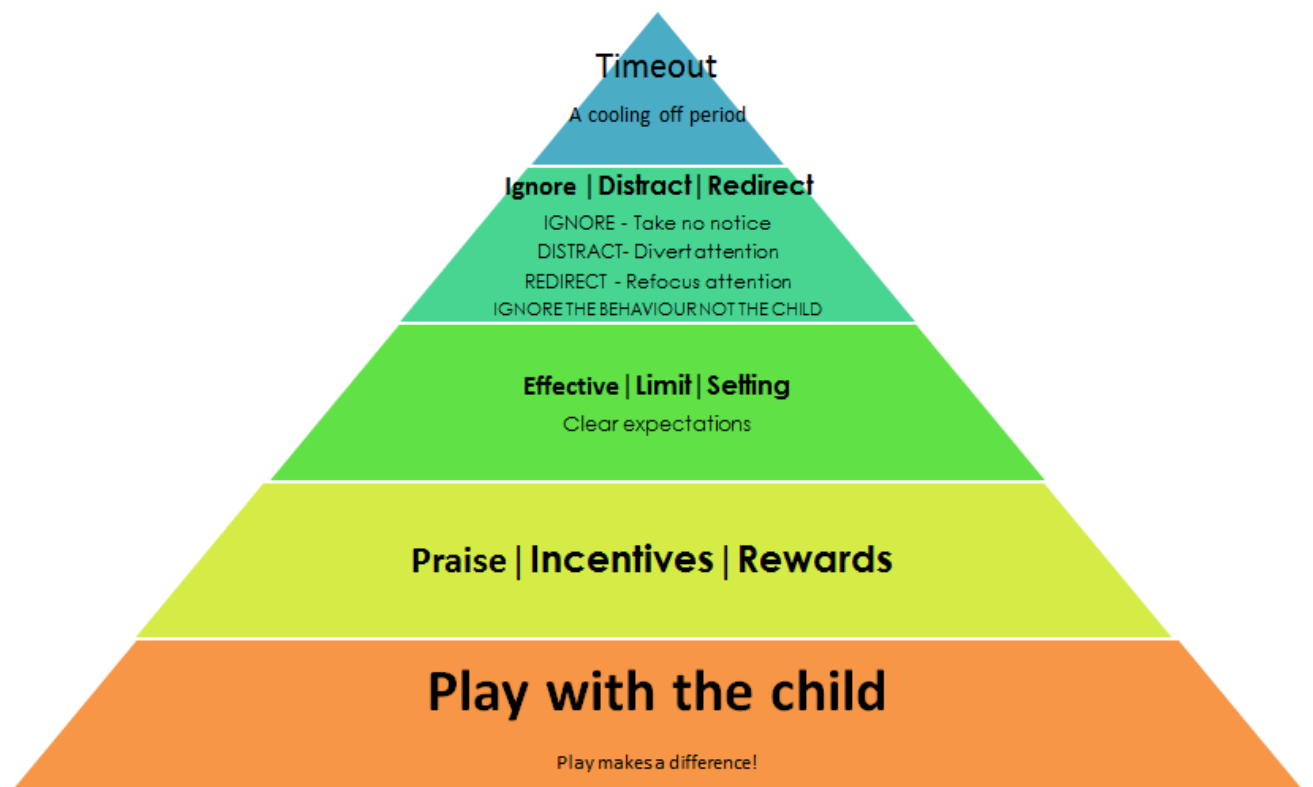 Timeout
A cooling off period
Ignore |Distract|Redirect
IGNORE - Take no notice
DISTRACT- Divert attention
REDIRECT - Refocus attention
IGNORE THE BEHAVIOUR NOT THE CHILD
Effective|Limit|Setting
Clear expectations
Praise|Incentives|Rewards
Play with the child
Play makes a difference!